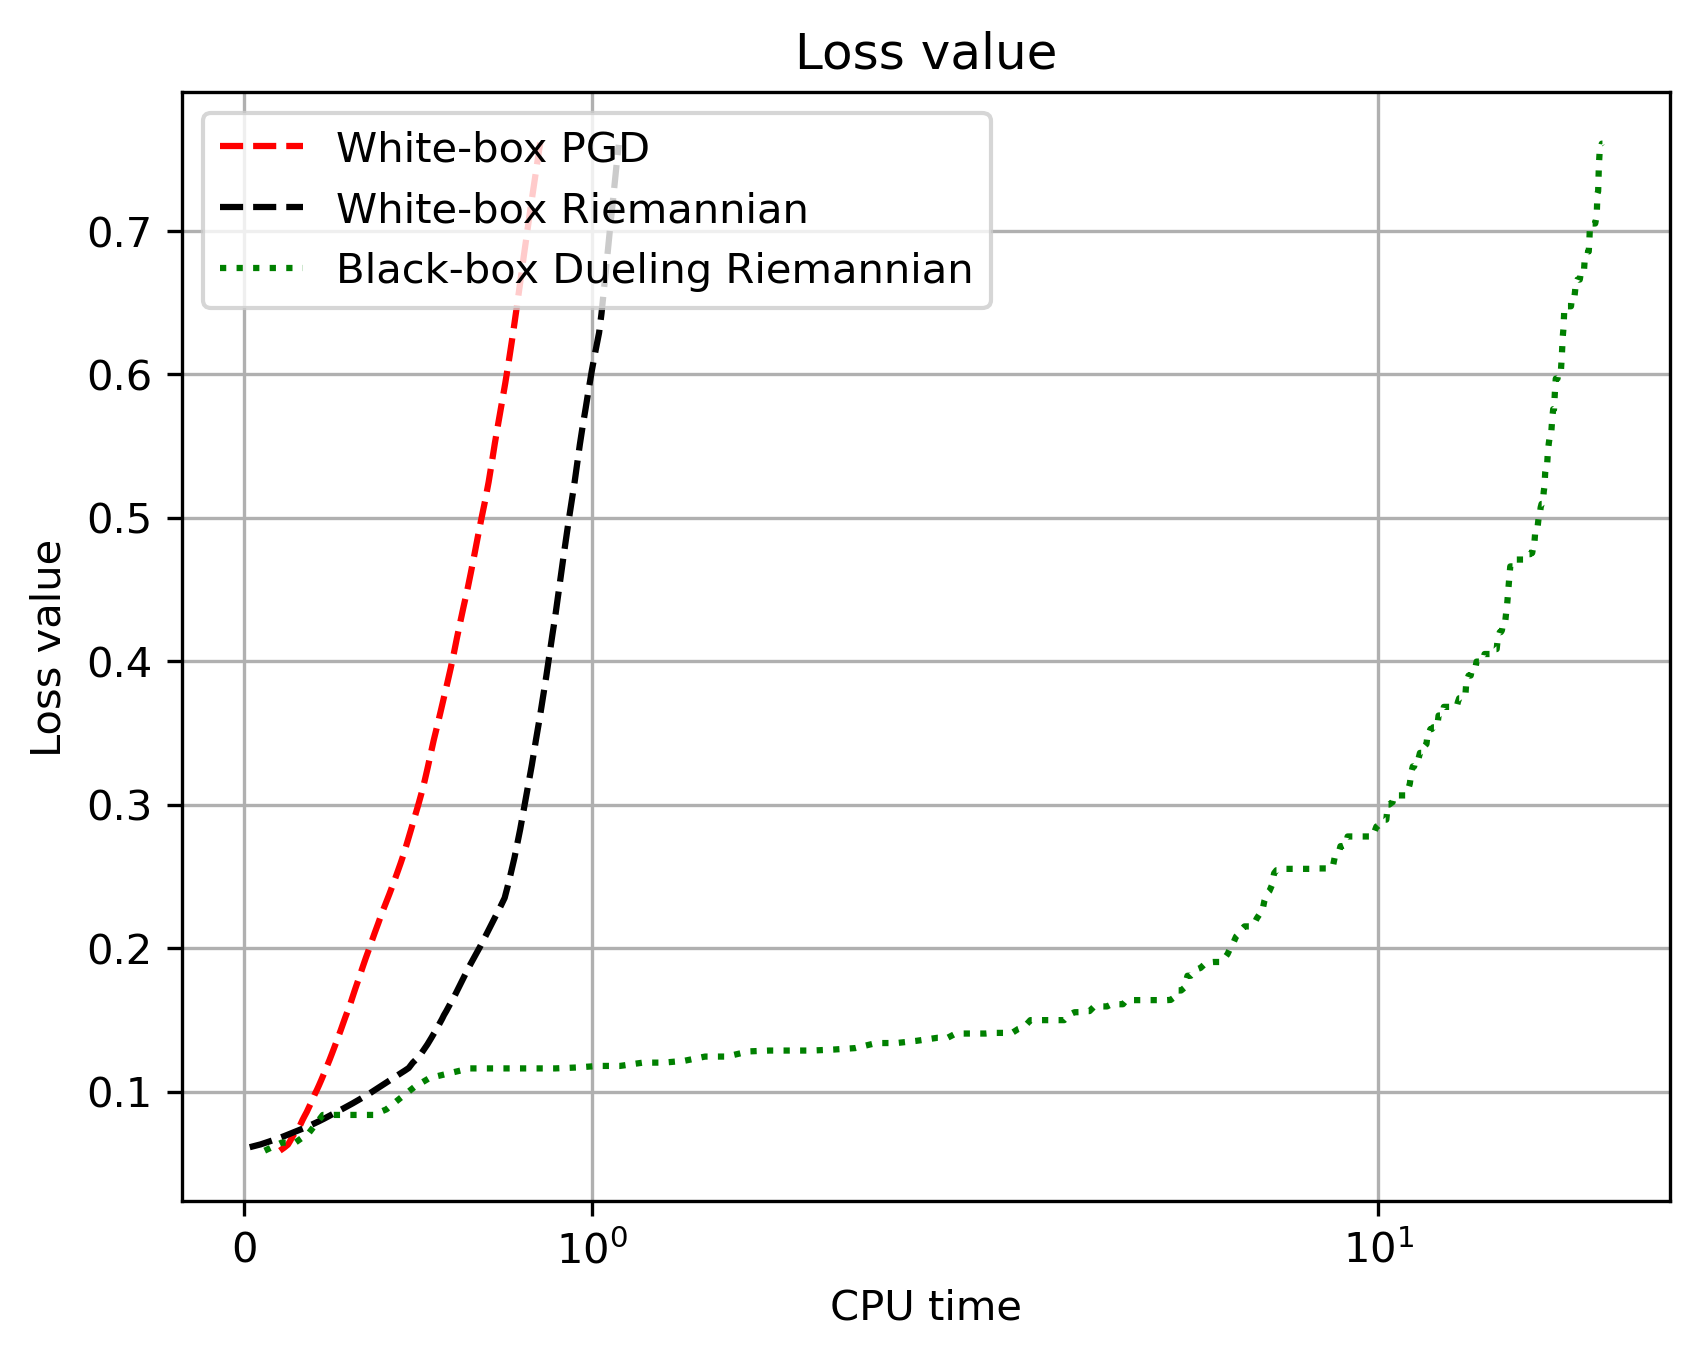 Loss value
White-box PGD
White-box Riemannian
Black-box Dueling Riemannian
Loss value
0.7
0.6
0.5
0.4
0.3
0.2
0.1
0
10⁰
10¹
CPU time